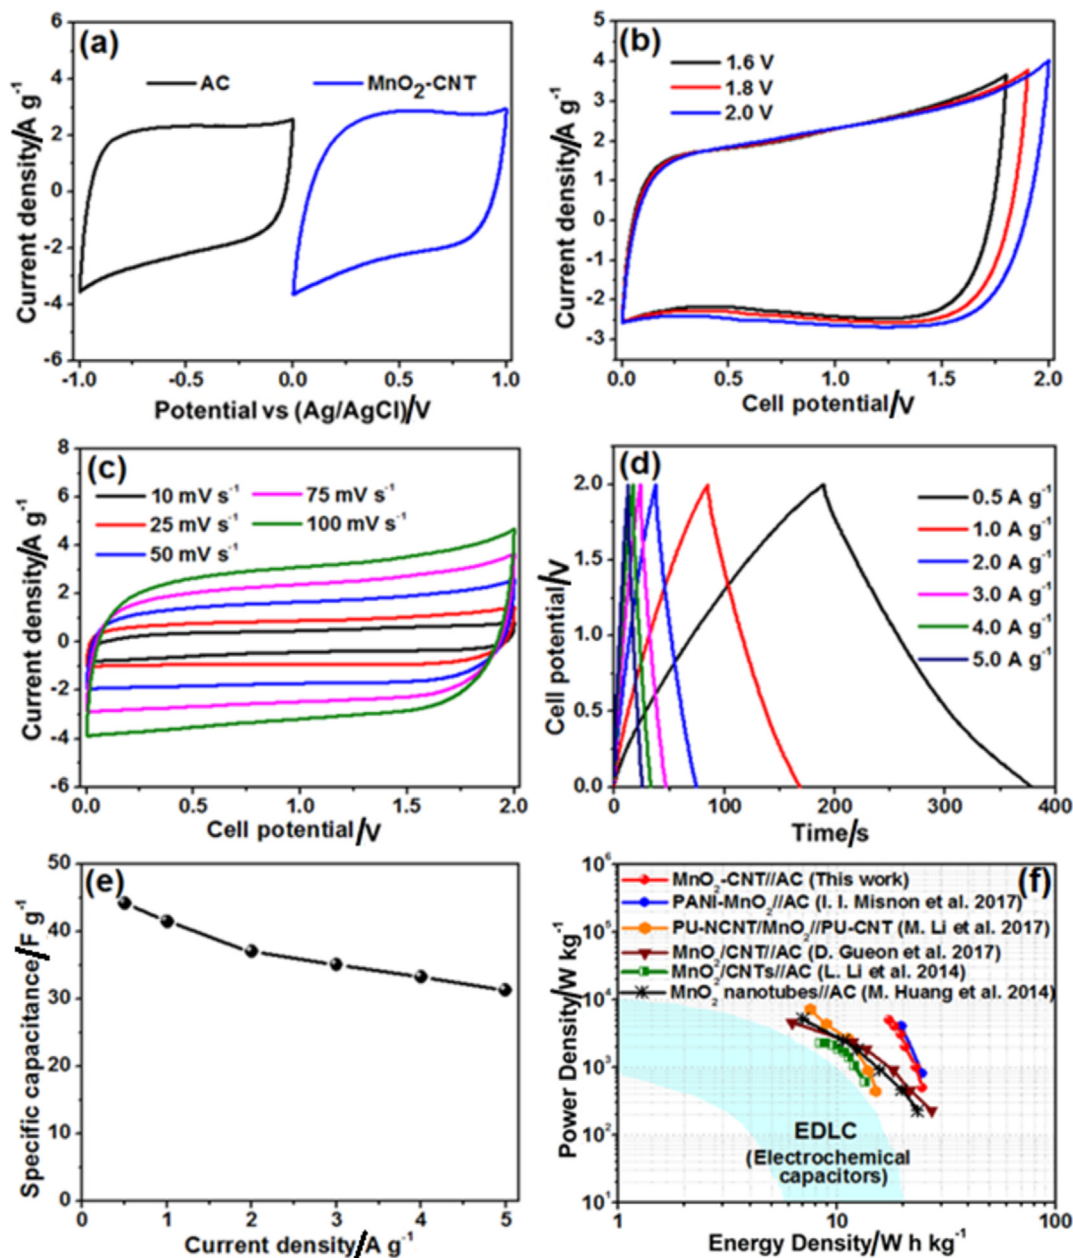 (a)
AC
MnO₂-CNT
Current density/A g⁻¹
6
4
2
0
-2
-4
-6
-1.0
-0.5
0.0
0.5
1.0
Potential vs (Ag/AgCl)/V
(b)
1.6 V
1.8 V
2.0 V
Current density/A g⁻¹
5
4
3
2
1
0
-1
-2
-3
0.0
0.5
1.0
1.5
2.0
Cell potential/V
(c)
10 mV s⁻¹
25 mV s⁻¹
50 mV s⁻¹
75 mV s⁻¹
100 mV s⁻¹
Current density/A g⁻¹
8
6
4
2
0
-2
-4
-6
0.0
0.5
1.0
1.5
2.0
Cell potential/V
(d)
0.5 A g⁻¹
1.0 A g⁻¹
2.0 A g⁻¹
3.0 A g⁻¹
4.0 A g⁻¹
5.0 A g⁻¹
Cell potential/V
2.0
1.5
1.0
0.5
0.0
0
100
200
300
400
Time/s
(e)
Specific capacitance/F g⁻¹
50
40
30
20
10
0
0
1
2
3
4
5
Current density/A g⁻¹
(f)
MnO₂-CNT//AC (This work)
PANI-MnO₂//AC (I. I. Misnon et al. 2017)
PU-NCNT/MnO₂//PU-CNT (M. Li et al. 2017)
MnO₂/CNT//AC (D. Gueon et al. 2017)
MnO₂/CNTs//AC (L. Li et al. 2014)
MnO₂ nanotubes//AC (M. Huang et al. 2014)
EDLC
(Electrochemical
capacitors)
Power Density/W kg⁻¹
10⁶
10⁵
10⁴
10³
10²
10¹
1
10
100
Energy Density/W h kg⁻¹